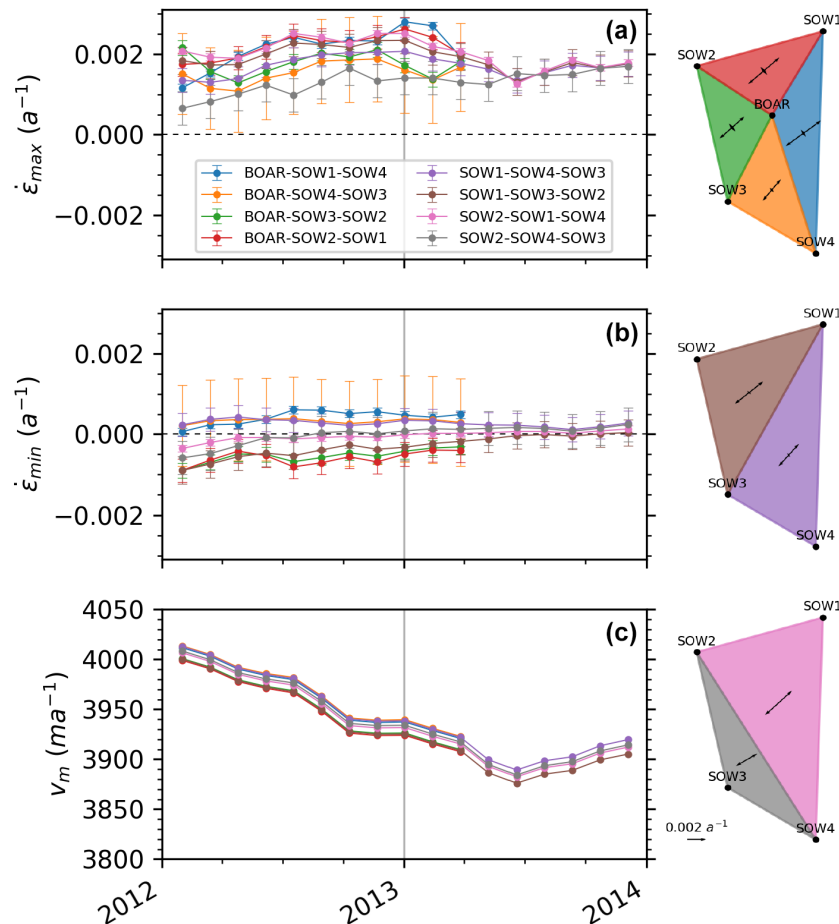 (a)
ε̇max (a⁻¹)
0.002
0.000
−0.002
BOAR-SOW1-SOW4
BOAR-SOW4-SOW3
BOAR-SOW3-SOW2
BOAR-SOW2-SOW1
SOW1-SOW4-SOW3
SOW1-SOW3-SOW2
SOW2-SOW1-SOW4
SOW2-SOW4-SOW3
SOW1
SOW2
BOAR
SOW3
SOW4
(b)
ε̇min (a⁻¹)
0.002
0.000
−0.002
SOW1
SOW2
SOW3
SOW4
(c)
vm (ma⁻¹)
4050
4000
3950
3900
3850
3800
2012
2013
2014
SOW1
SOW2
SOW3
0.002 a⁻¹
SOW4